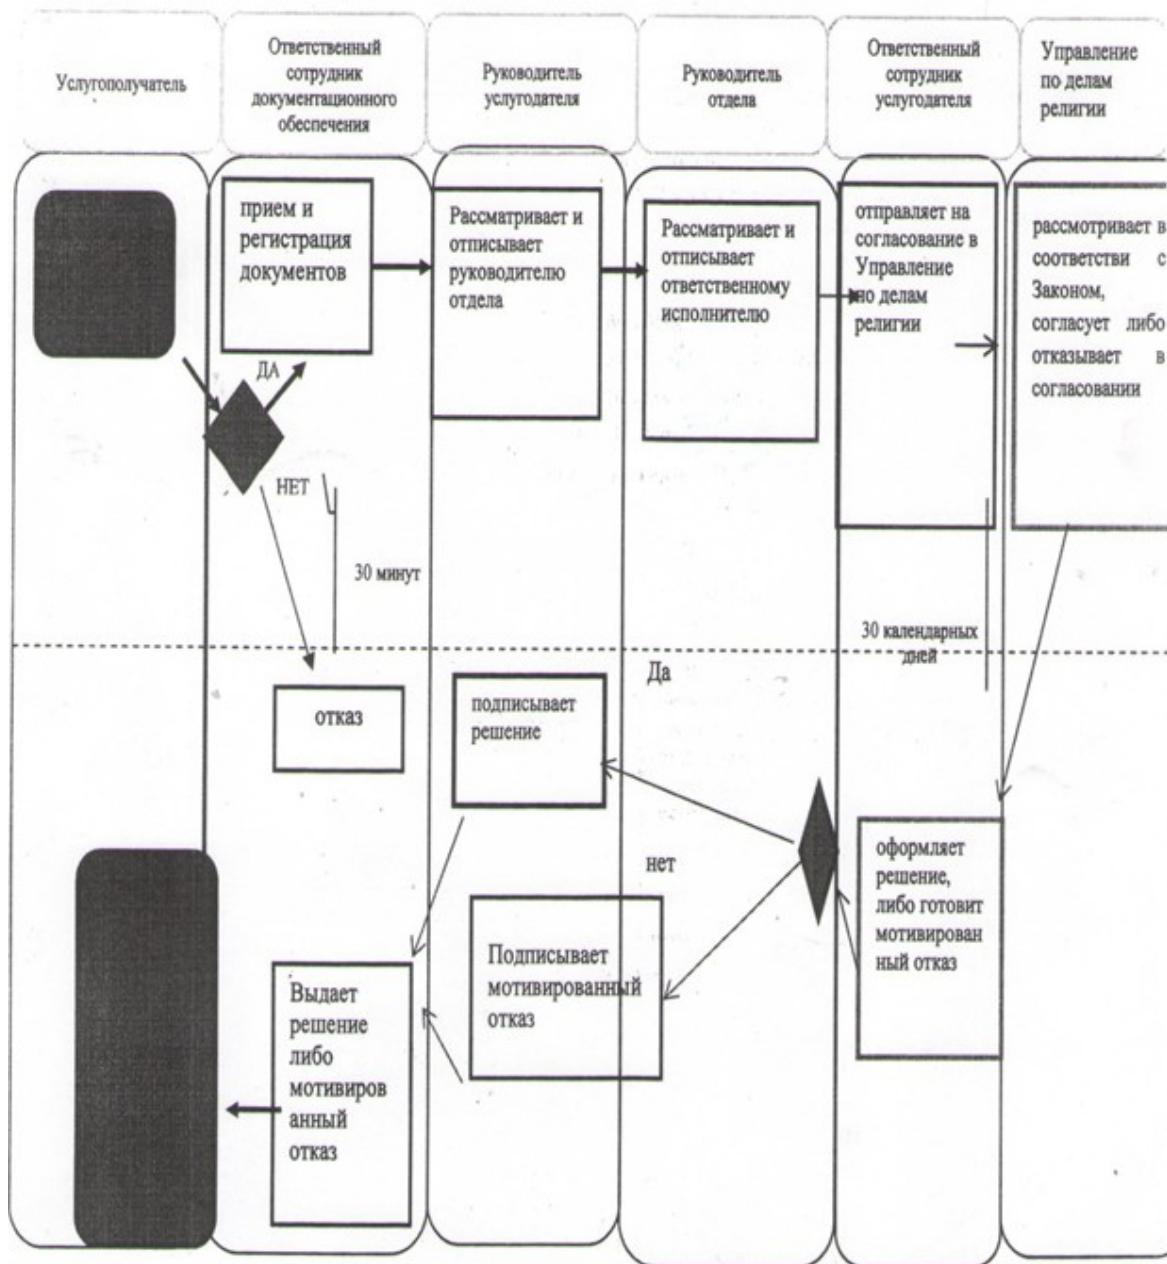 Услугополучатель
Ответственный
сотрудник
документационного
обеспечения
Руководитель
услугодателя
Руководитель
отдела
Ответственный
сотрудник
услугодателя
Управление
по делам
религии
прием и
регистрация
документов
Рассматривает и
отписывает
руководителю
отдела
Рассматривает и
отписывает
ответственному
исполнителю
отправляет на
согласование в
Управление
по делам
религии
рассмотривает в
соответстви с
Законом,
согласует либо
отказывает в
согласовании
ДА
НЕТ
30 минут
30 календарных
дней
отказ
подписывает
решение
Да
нет
оформляет
решение,
либо готовит
мотивирован
ный отказ
Подписывает
мотивированный
отказ
Выдает
решение
либо
мотивиров
анный
отказ